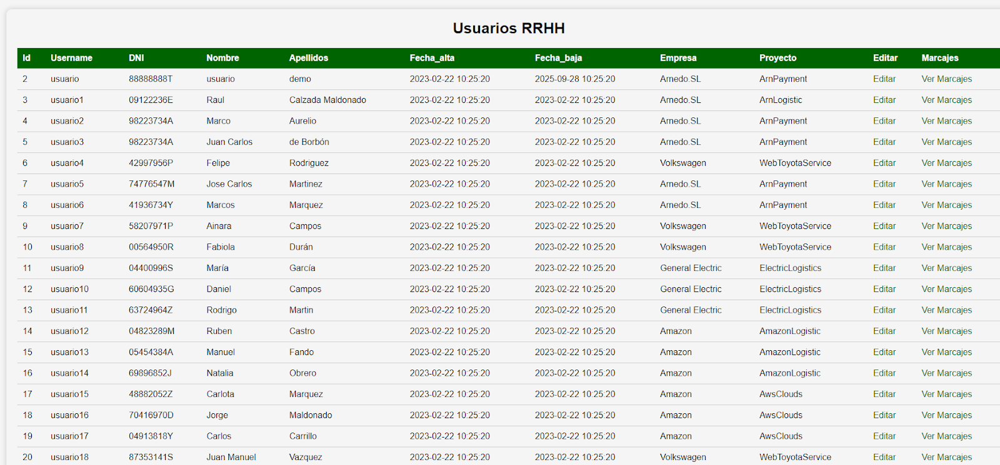 Usuarios RRHH
Id Username DNI Nombre Apellidos Fecha_alta Fecha_baja Empresa Proyecto Editar Marcajes
2 usuario 88888888T usuario demo 2023-02-22 10:25:20 2025-09-28 10:25:20 Arnedo.SL ArnPayment Editar Ver Marcajes
3 usuario1 09122236E Raul Calzada Maldonado 2023-02-22 10:25:20 2023-02-22 10:25:20 Arnedo.SL ArnLogistic Editar Ver Marcajes
4 usuario2 98223734A Marco Aurelio 2023-02-22 10:25:20 2023-02-22 10:25:20 Arnedo.SL ArnPayment Editar Ver Marcajes
5 usuario3 98223734A Juan Carlos de Borbón 2023-02-22 10:25:20 2023-02-22 10:25:20 Arnedo.SL ArnPayment Editar Ver Marcajes
6 usuario4 42997956P Felipe Rodriguez 2023-02-22 10:25:20 2023-02-22 10:25:20 Volkswagen WebToyotaService Editar Ver Marcajes
7 usuario5 74776547M Jose Carlos Martinez 2023-02-22 10:25:20 2023-02-22 10:25:20 Arnedo.SL ArnPayment Editar Ver Marcajes
8 usuario6 41936734Y Marcos Marquez 2023-02-22 10:25:20 2023-02-22 10:25:20 Arnedo.SL ArnPayment Editar Ver Marcajes
9 usuario7 58207971P Ainara Campos 2023-02-22 10:25:20 2023-02-22 10:25:20 Volkswagen WebToyotaService Editar Ver Marcajes
10 usuario8 00564950R Fabiola Durán 2023-02-22 10:25:20 2023-02-22 10:25:20 Volkswagen WebToyotaService Editar Ver Marcajes
11 usuario9 04400996S María García 2023-02-22 10:25:20 2023-02-22 10:25:20 General Electric ElectricLogistics Editar Ver Marcajes
12 usuario10 60604935G Daniel Campos 2023-02-22 10:25:20 2023-02-22 10:25:20 General Electric ElectricLogistics Editar Ver Marcajes
13 usuario11 63724964Z Rodrigo Martin 2023-02-22 10:25:20 2023-02-22 10:25:20 General Electric ElectricLogistics Editar Ver Marcajes
14 usuario12 04823289M Ruben Castro 2023-02-22 10:25:20 2023-02-22 10:25:20 Amazon AmazonLogistic Editar Ver Marcajes
15 usuario13 05454384A Manuel Fando 2023-02-22 10:25:20 2023-02-22 10:25:20 Amazon AmazonLogistic Editar Ver Marcajes
16 usuario14 69896852J Natalia Obrero 2023-02-22 10:25:20 2023-02-22 10:25:20 Amazon AmazonLogistic Editar Ver Marcajes
17 usuario15 48882052Z Carlota Marquez 2023-02-22 10:25:20 2023-02-22 10:25:20 Amazon AwsClouds Editar Ver Marcajes
18 usuario16 70416970D Jorge Maldonado 2023-02-22 10:25:20 2023-02-22 10:25:20 Amazon AwsClouds Editar Ver Marcajes
19 usuario17 04913818Y Carlos Carrillo 2023-02-22 10:25:20 2023-02-22 10:25:20 Amazon AwsClouds Editar Ver Marcajes
20 usuario18 87353141S Juan Manuel Vazquez 2023-02-22 10:25:20 2023-02-22 10:25:20 Volkswagen WebToyotaService Editar Ver Marcajes